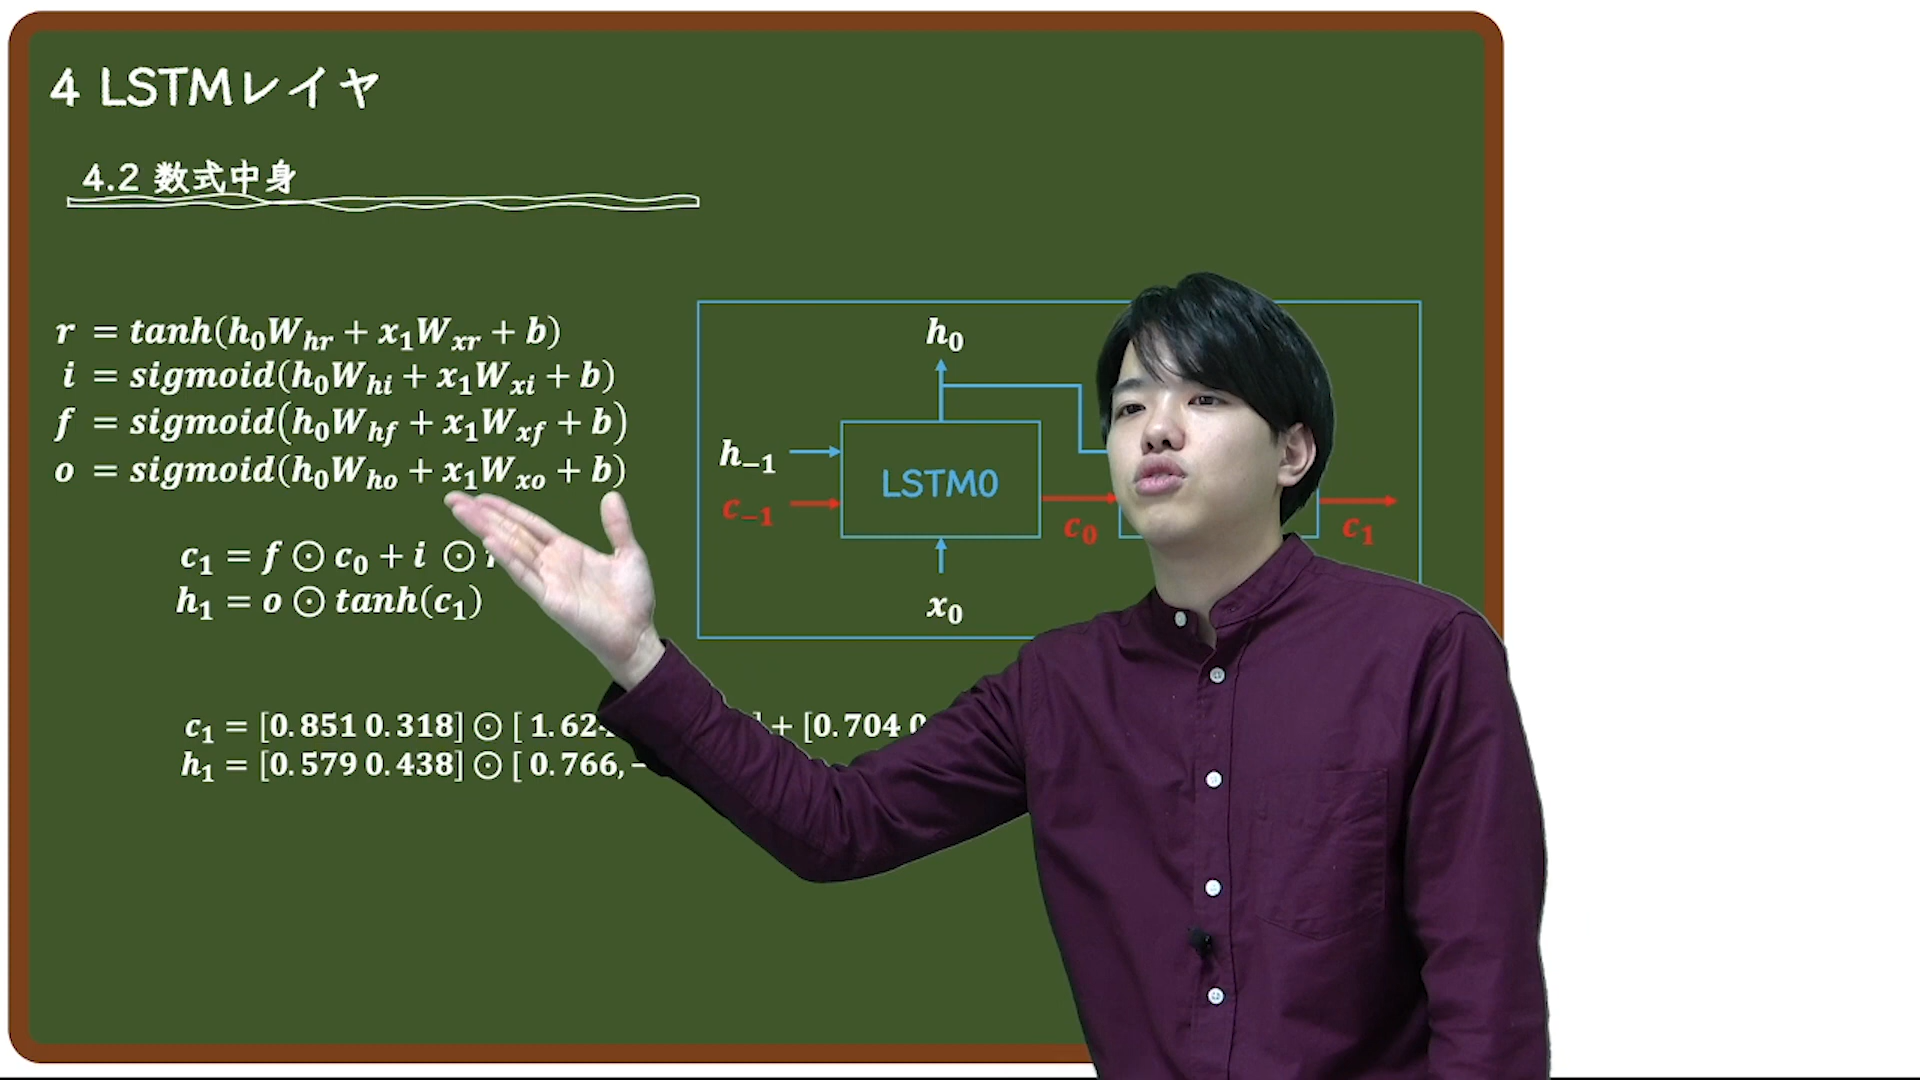 4 LSTMレイヤ
4.2 数式中身
r = tanh(h₀W_hr + x₁W_xr + b)
i = sigmoid(h₀W_hi + x₁W_xi + b)
f = sigmoid(h₀W_hf + x₁W_xf + b)
o = sigmoid(h₀W_ho + x₁W_xo + b)
c₁ = f ⊙ c₀ + i ⊙
h₁ = o ⊙ tanh(c₁)
h₀
h₋₁
LSTM0
c₋₁
c₀
c₁
x₀
c₁ = [0.851 0.318] ⊙ [ 1.62 ] + [0.704
h₁ = [0.579 0.438] ⊙ [ 0.766, −